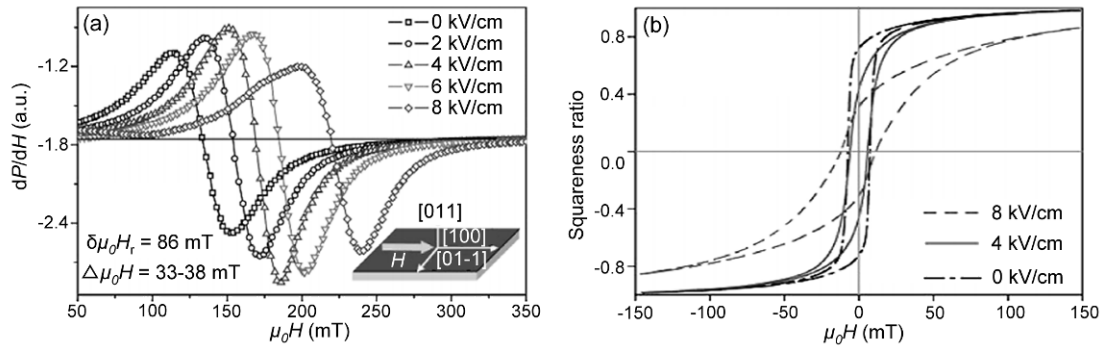 (a)
0 kV/cm
2 kV/cm
4 kV/cm
6 kV/cm
8 kV/cm
-1.2
-1.8
-2.4
dP/dH (a.u.)
δμ₀Hᵣ = 86 mT
△μ₀H = 33-38 mT
[011]
[100]
[01-1]
H
50 100 150 200 250 300 350
μ₀H (mT)
(b)
0.8
0.4
0.0
-0.4
-0.8
Squareness ratio
8 kV/cm
4 kV/cm
0 kV/cm
-150 -100 -50 0 50 100 150
μ₀H (mT)